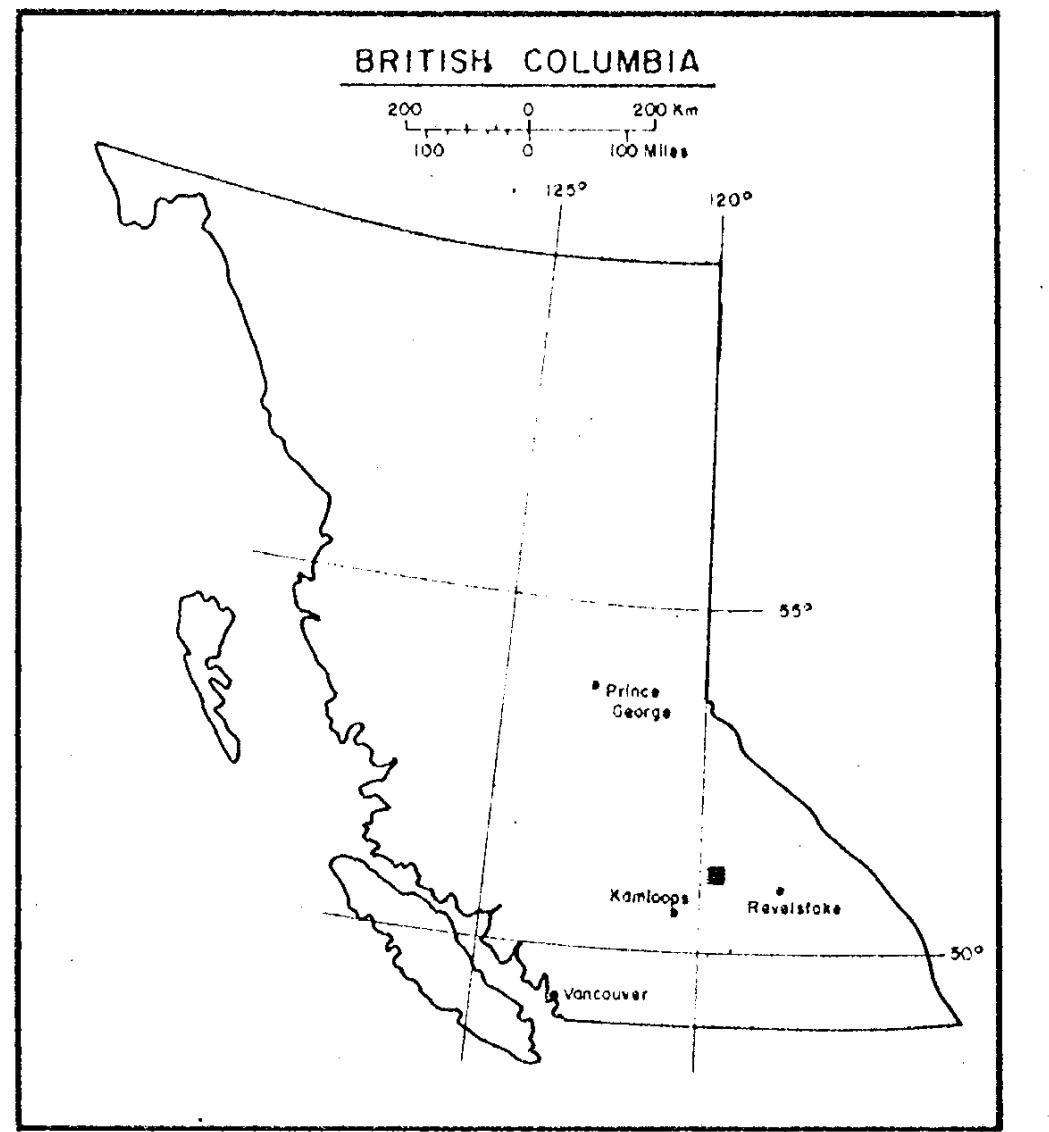 BRITISH COLUMBIA
200 0 200 Km
100 0 100 Miles
125°
120°
55°
Prince
George
Kamloops
Revelstoke
50°
Vancouver